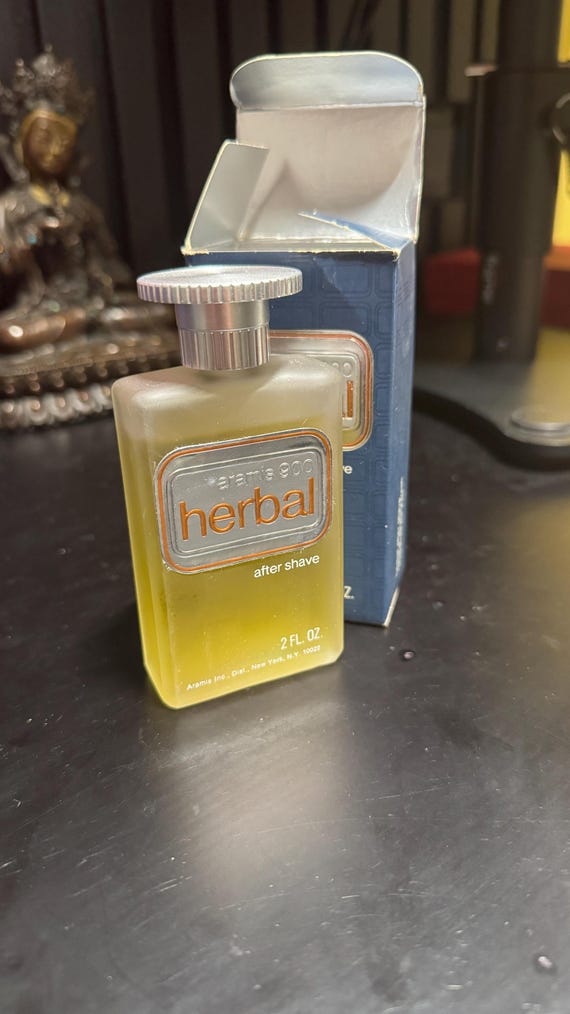 aramis 900
herbal
after shave
2 FL. OZ.
Aramis Inc., Dist., New York, N.Y. 10022